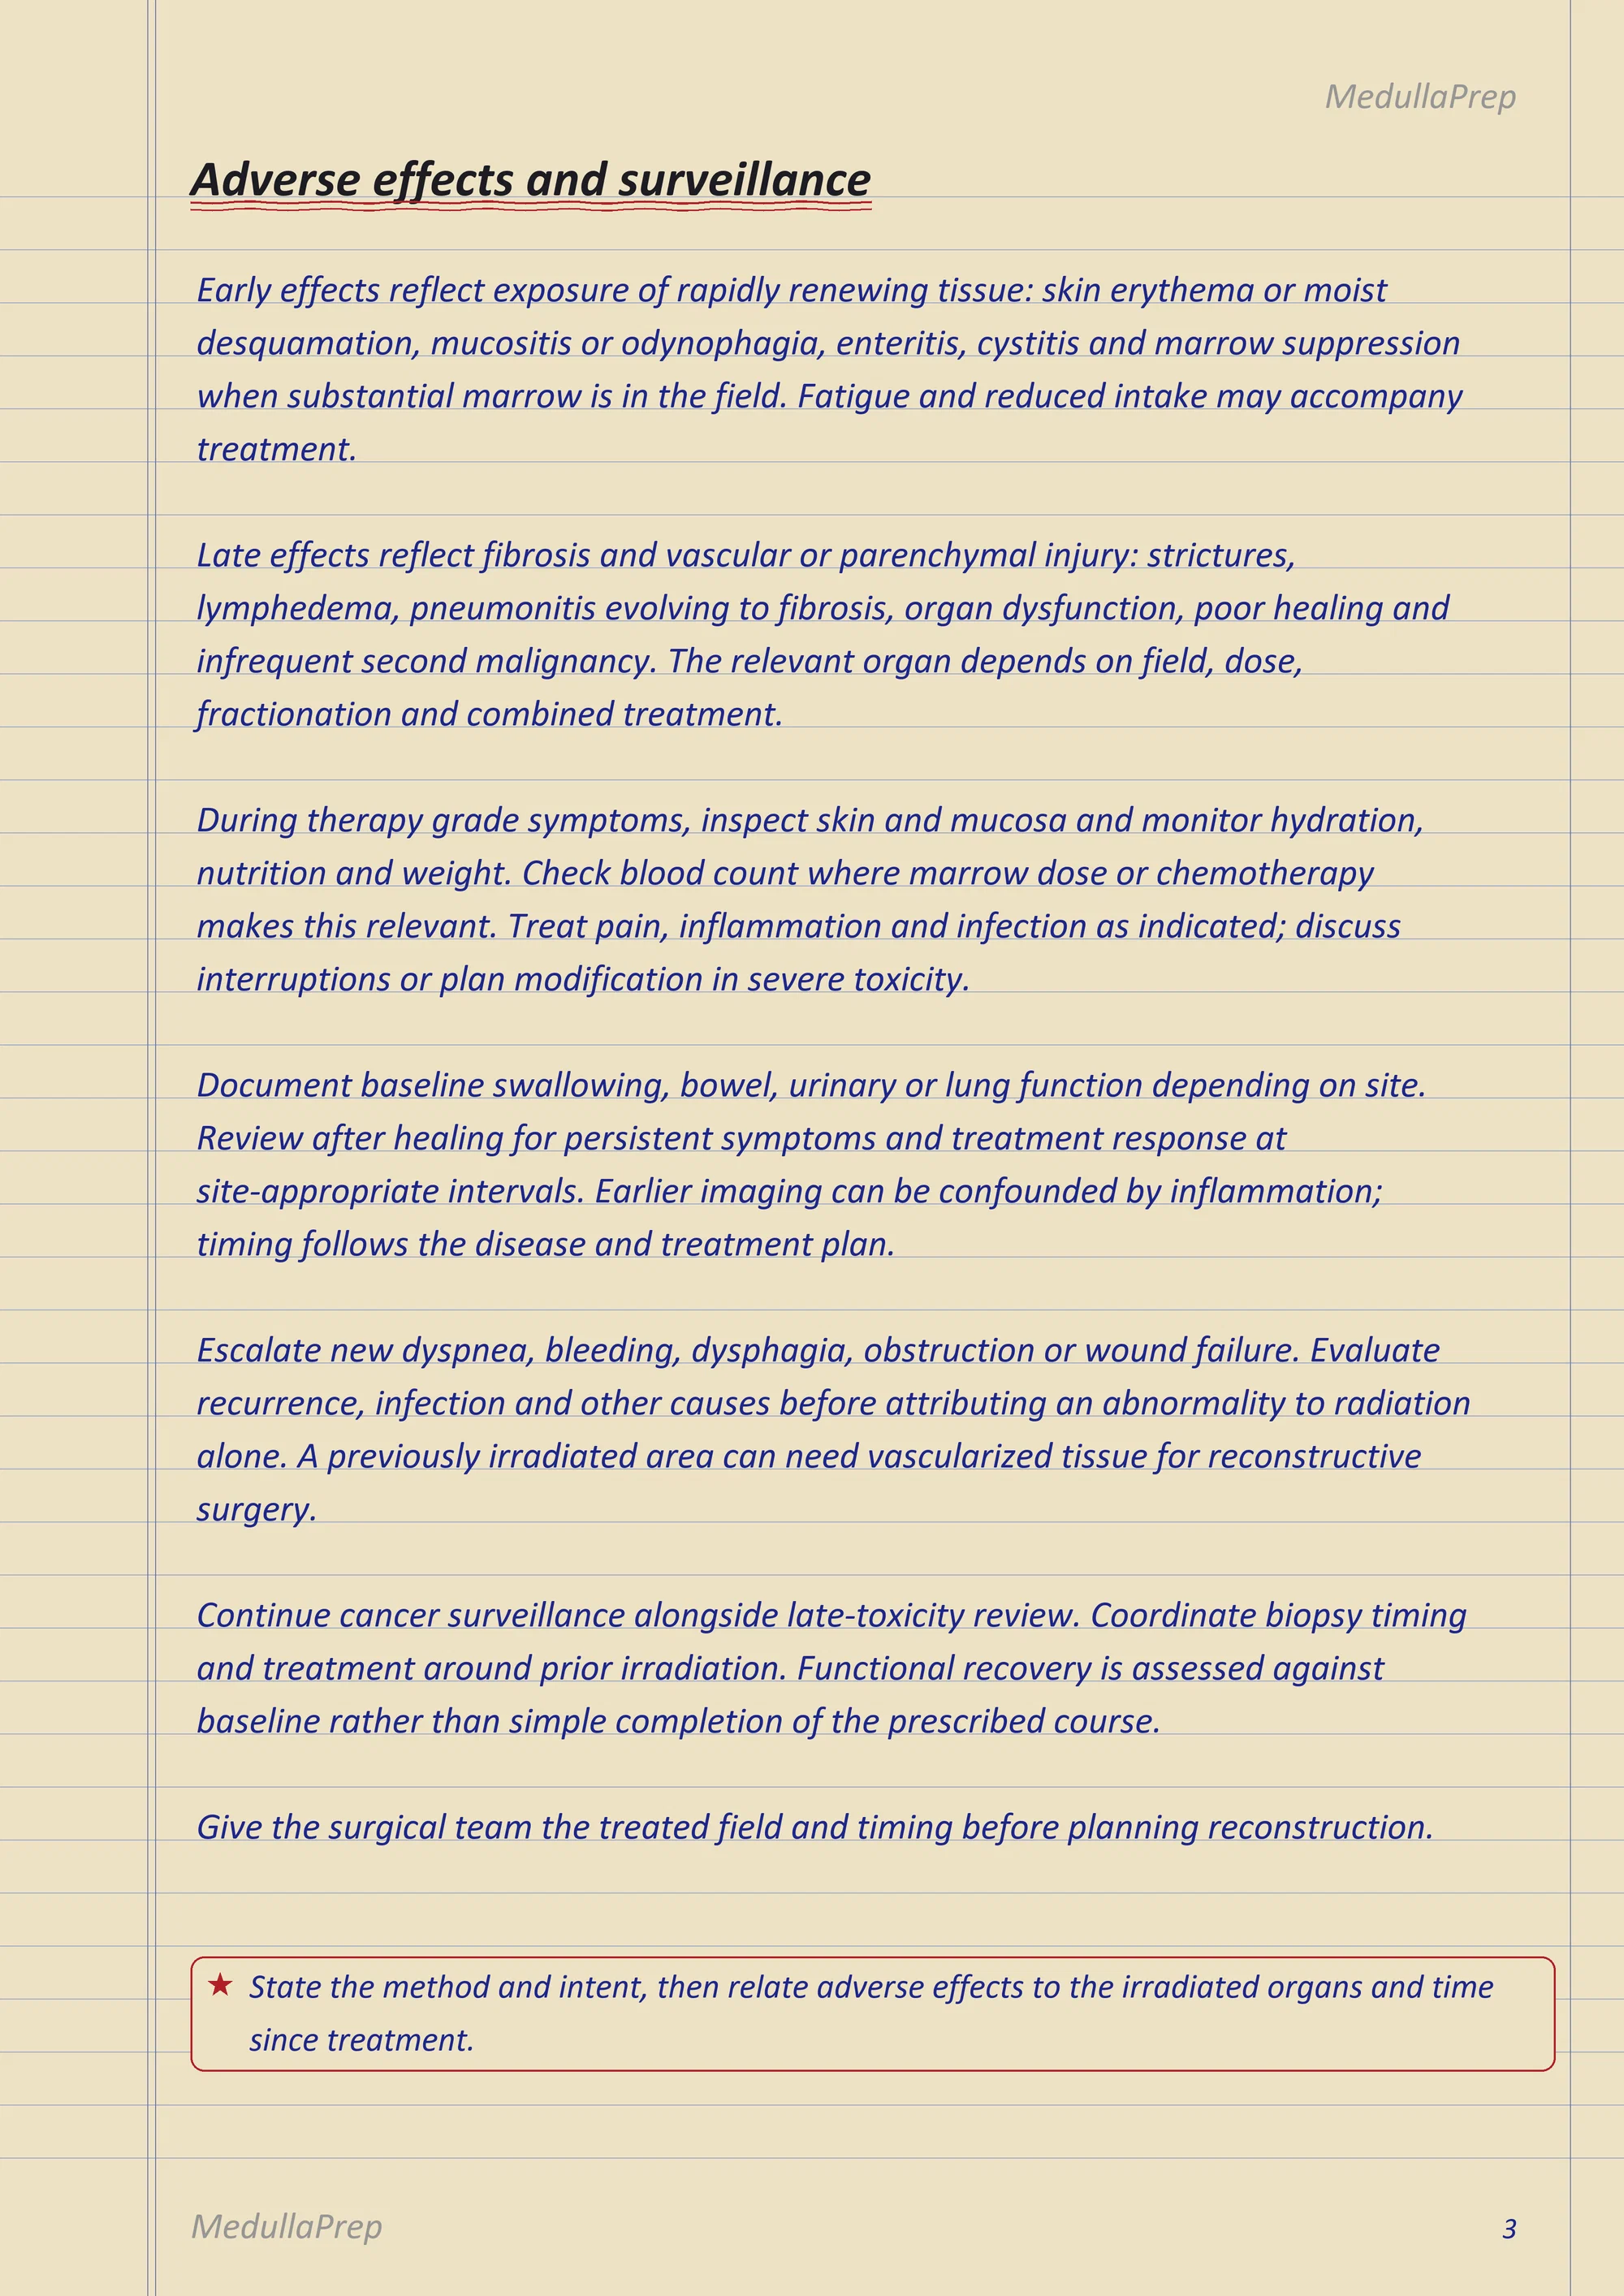 MedullaPrep
Adverse effects and surveillance
Early effects reflect exposure of rapidly renewing tissue: skin erythema or moist
desquamation, mucositis or odynophagia, enteritis, cystitis and marrow suppression
when substantial marrow is in the field. Fatigue and reduced intake may accompany
treatment.
Late effects reflect fibrosis and vascular or parenchymal injury: strictures,
lymphedema, pneumonitis evolving to fibrosis, organ dysfunction, poor healing and
infrequent second malignancy. The relevant organ depends on field, dose,
fractionation and combined treatment.
During therapy grade symptoms, inspect skin and mucosa and monitor hydration,
nutrition and weight. Check blood count where marrow dose or chemotherapy
makes this relevant. Treat pain, inflammation and infection as indicated; discuss
interruptions or plan modification in severe toxicity.
Document baseline swallowing, bowel, urinary or lung function depending on site.
Review after healing for persistent symptoms and treatment response at
site-appropriate intervals. Earlier imaging can be confounded by inflammation;
timing follows the disease and treatment plan.
Escalate new dyspnea, bleeding, dysphagia, obstruction or wound failure. Evaluate
recurrence, infection and other causes before attributing an abnormality to radiation
alone. A previously irradiated area can need vascularized tissue for reconstructive
surgery.
Continue cancer surveillance alongside late-toxicity review. Coordinate biopsy timing
and treatment around prior irradiation. Functional recovery is assessed against
baseline rather than simple completion of the prescribed course.
Give the surgical team the treated field and timing before planning reconstruction.
★ State the method and intent, then relate adverse effects to the irradiated organs and time
since treatment.
MedullaPrep
3